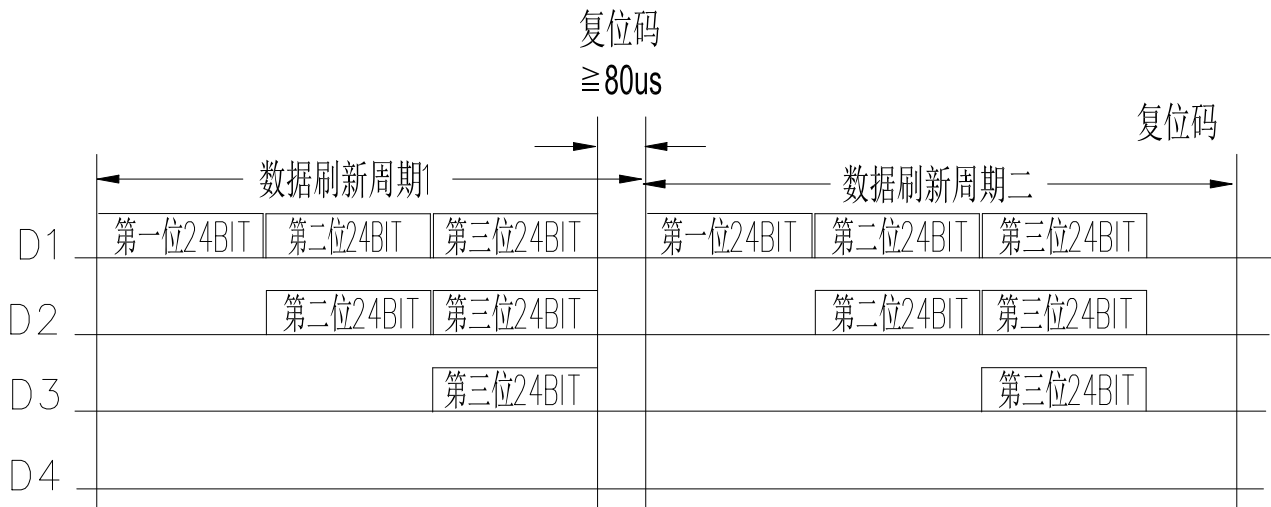 复位码
≧80us
复位码
数据刷新周期1
数据刷新周期二
D1 第一位24BIT 第二位24BIT 第三位24BIT 第一位24BIT 第二位24BIT 第三位24BIT
D2 第二位24BIT 第三位24BIT 第二位24BIT 第三位24BIT
D3 第三位24BIT 第三位24BIT
D4